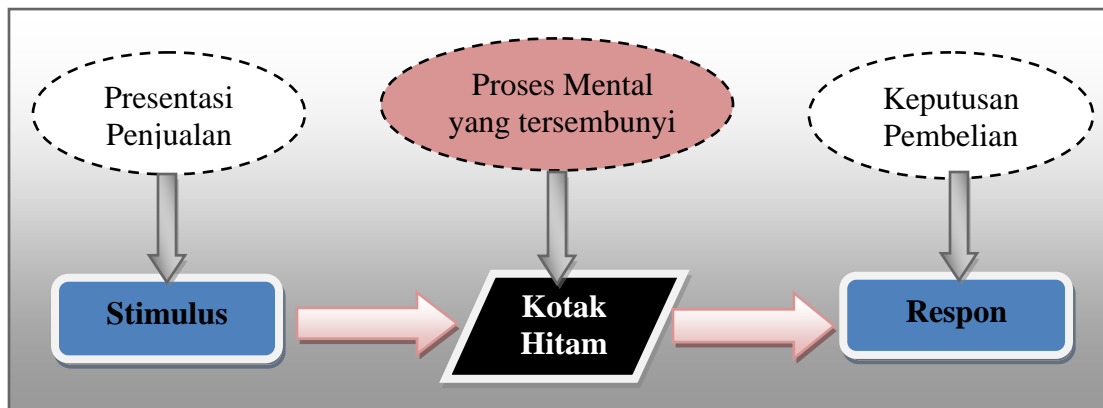 Presentasi
Penjualan
Proses Mental
yang tersembunyi
Keputusan
Pembelian
Stimulus
Kotak
Hitam
Respon